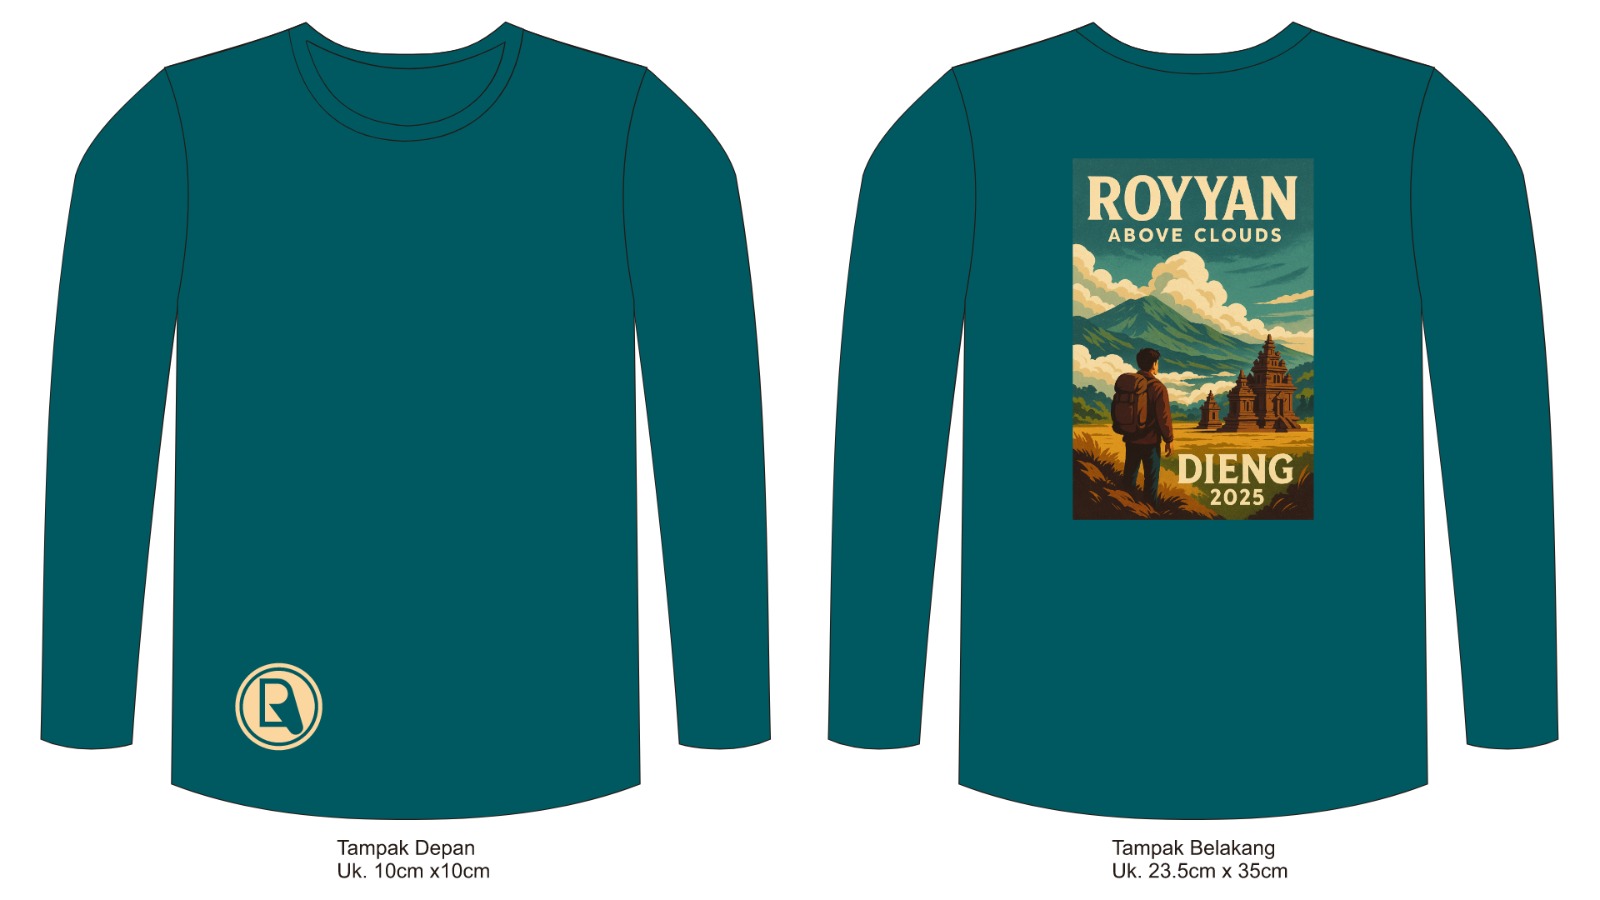 ROYYAN
ABOVE CLOUDS
DIENG
2025
R
Tampak Depan
Uk. 10cm x10cm
Tampak Belakang
Uk. 23.5cm x 35cm